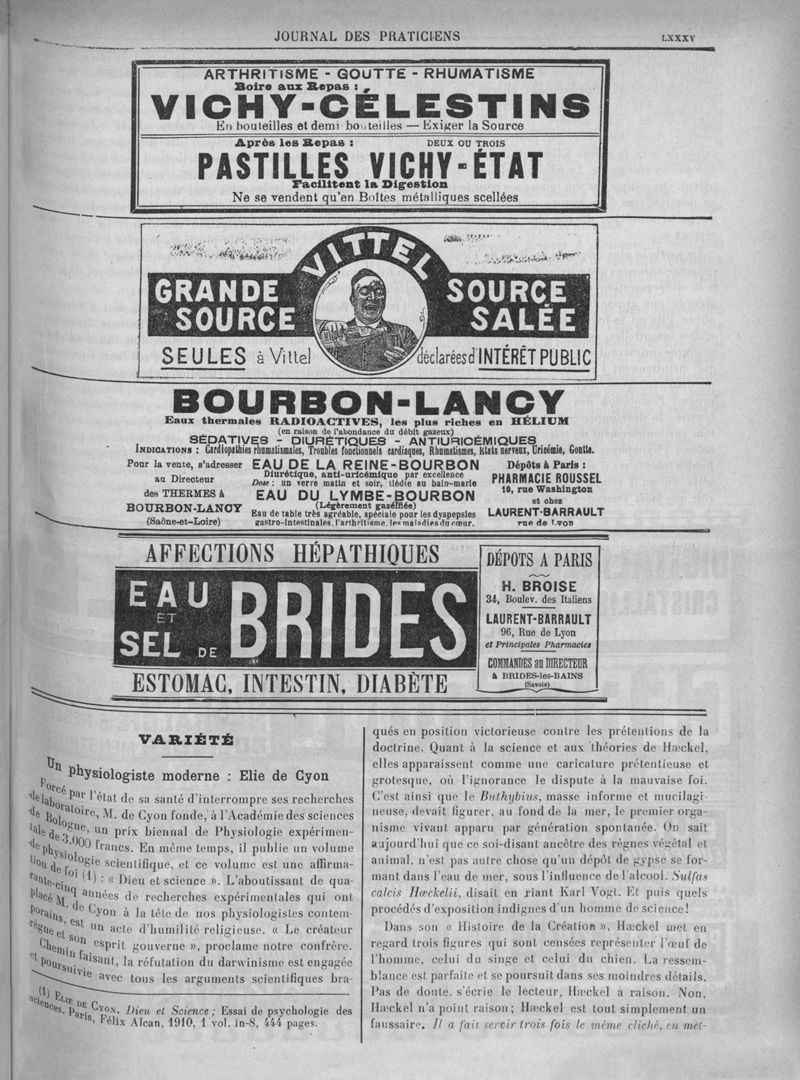 JOURNAL DES PRATICIENS
LXXXV
ARTHRITISME - GOUTTE - RHUMATISME
Boire aux Repas :
VICHY-CÉLESTINS
En bouteilles et demi bouteilles — Exiger la Source
Après les Repas : DEUX OU TROIS
PASTILLES VICHY-ÉTAT
Facilitent la Digestion
Ne se vendent qu'en Boîtes métalliques scellées
VITTEL
GRANDE SOURCE
SOURCE SALÉE
SEULES à Vittel déclarées d'INTÉRÊT PUBLIC
BOURBON-LANCY
Eaux thermales RADIOACTIVES, les plus riches en HÉLIUM
(en raison de l'abondance du débit gazeux)
SÉDATIVES - DIURÉTIQUES - ANTIURICÉMIQUES
INDICATIONS : Cardiopathies rhumatismales, Troubles fonctionnels cardiaques, Rhumatismes, États nerveux, Uricémie, Goutte.
Pour la vente, s'adresser
au Directeur
des THERMES à
BOURBON-LANCY
(Saône-et-Loire)
EAU DE LA REINE-BOURBON
Diurétique, anti-uricémique par excellence
Dose : un verre matin et soir, tiédie au bain-marie
EAU DU LYMBE-BOURBON
(Légèrement gazéifiée)
Eau de table très agréable, spéciale pour les dyspepsies
gastro-intestinales, l'arthritisme, les maladies du cœur.
Dépôts à Paris :
PHARMACIE ROUSSEL
10, rue Washington
et chez
LAURENT-BARRAULT
rue de Lyon
AFFECTIONS HÉPATHIQUES
EAU
ET
SEL DE BRIDES
ESTOMAC, INTESTIN, DIABÈTE
DÉPOTS A PARIS
H. BROISE
34, Boulev. des Italiens
LAURENT-BARRAULT
96, Rue de Lyon
et Principales Pharmacies
COMMANDES au DIRECTEUR
à BRIDES-les-BAINS
(Savoie)
VARIÉTÉ
Un physiologiste moderne : Elie de Cyon
Forcé par l'état de sa santé d'interrompre ses recherches
de laboratoire, M. de Cyon fonde, à l'Académie des sciences
de Bologne, un prix biennal de Physiologie expérimen-
tale de 3.000 francs. En même temps, il publie un volume
de physiologie scientifique, et ce volume est une affirma-
tion de foi (1) : « Dieu et science ». L'aboutissant de qua-
rante-cinq années de recherches expérimentales qui ont
placé M. de Cyon à la tête de nos physiologistes contem-
porains, est un acte d'humilité religieuse. « Le créateur
règne et son esprit gouverne », proclame notre confrère.
Chemin faisant, la réfutation du darwinisme est engagée
et poursuivie avec tous les arguments scientifiques bra-
(1) ELIE DE CYON. Dieu et Science ; Essai de psychologie des
sciences. Paris, Félix Alcan, 1910, 1 vol. in-8, 444 pages.
qués en position victorieuse contre les prétentions de la
doctrine. Quant à la science et aux théories de Hæckel,
elles apparaissent comme une caricature prétentieuse et
grotesque, où l'ignorance le dispute à la mauvaise foi.
C'est ainsi que le Buthybius, masse informe et mucilagi-
neuse, devait figurer, au fond de la mer, le premier orga-
nisme vivant apparu par génération spontanée. On sait
aujourd'hui que ce soi-disant ancêtre des règnes végétal et
animal, n'est pas autre chose qu'un dépôt de gypse se for-
mant dans l'eau de mer, sous l'influence de l'alcool. Sulfas
calcis Hæckelii, disait en riant Karl Vogt. Et puis quels
procédés d'exposition indignes d'un homme de science !
Dans son « Histoire de la Création », Hæckel met en
regard trois figures qui sont censées représenter l'œuf de
l'homme, celui du singe et celui du chien. La ressem-
blance est parfaite et se poursuit dans ses moindres détails.
Pas de doute, s'écrie le lecteur, Hæckel a raison. Non,
Hæckel n'a point raison ; Hæckel est tout simplement un
faussaire. Il a fait servir trois fois le même cliché, en met-